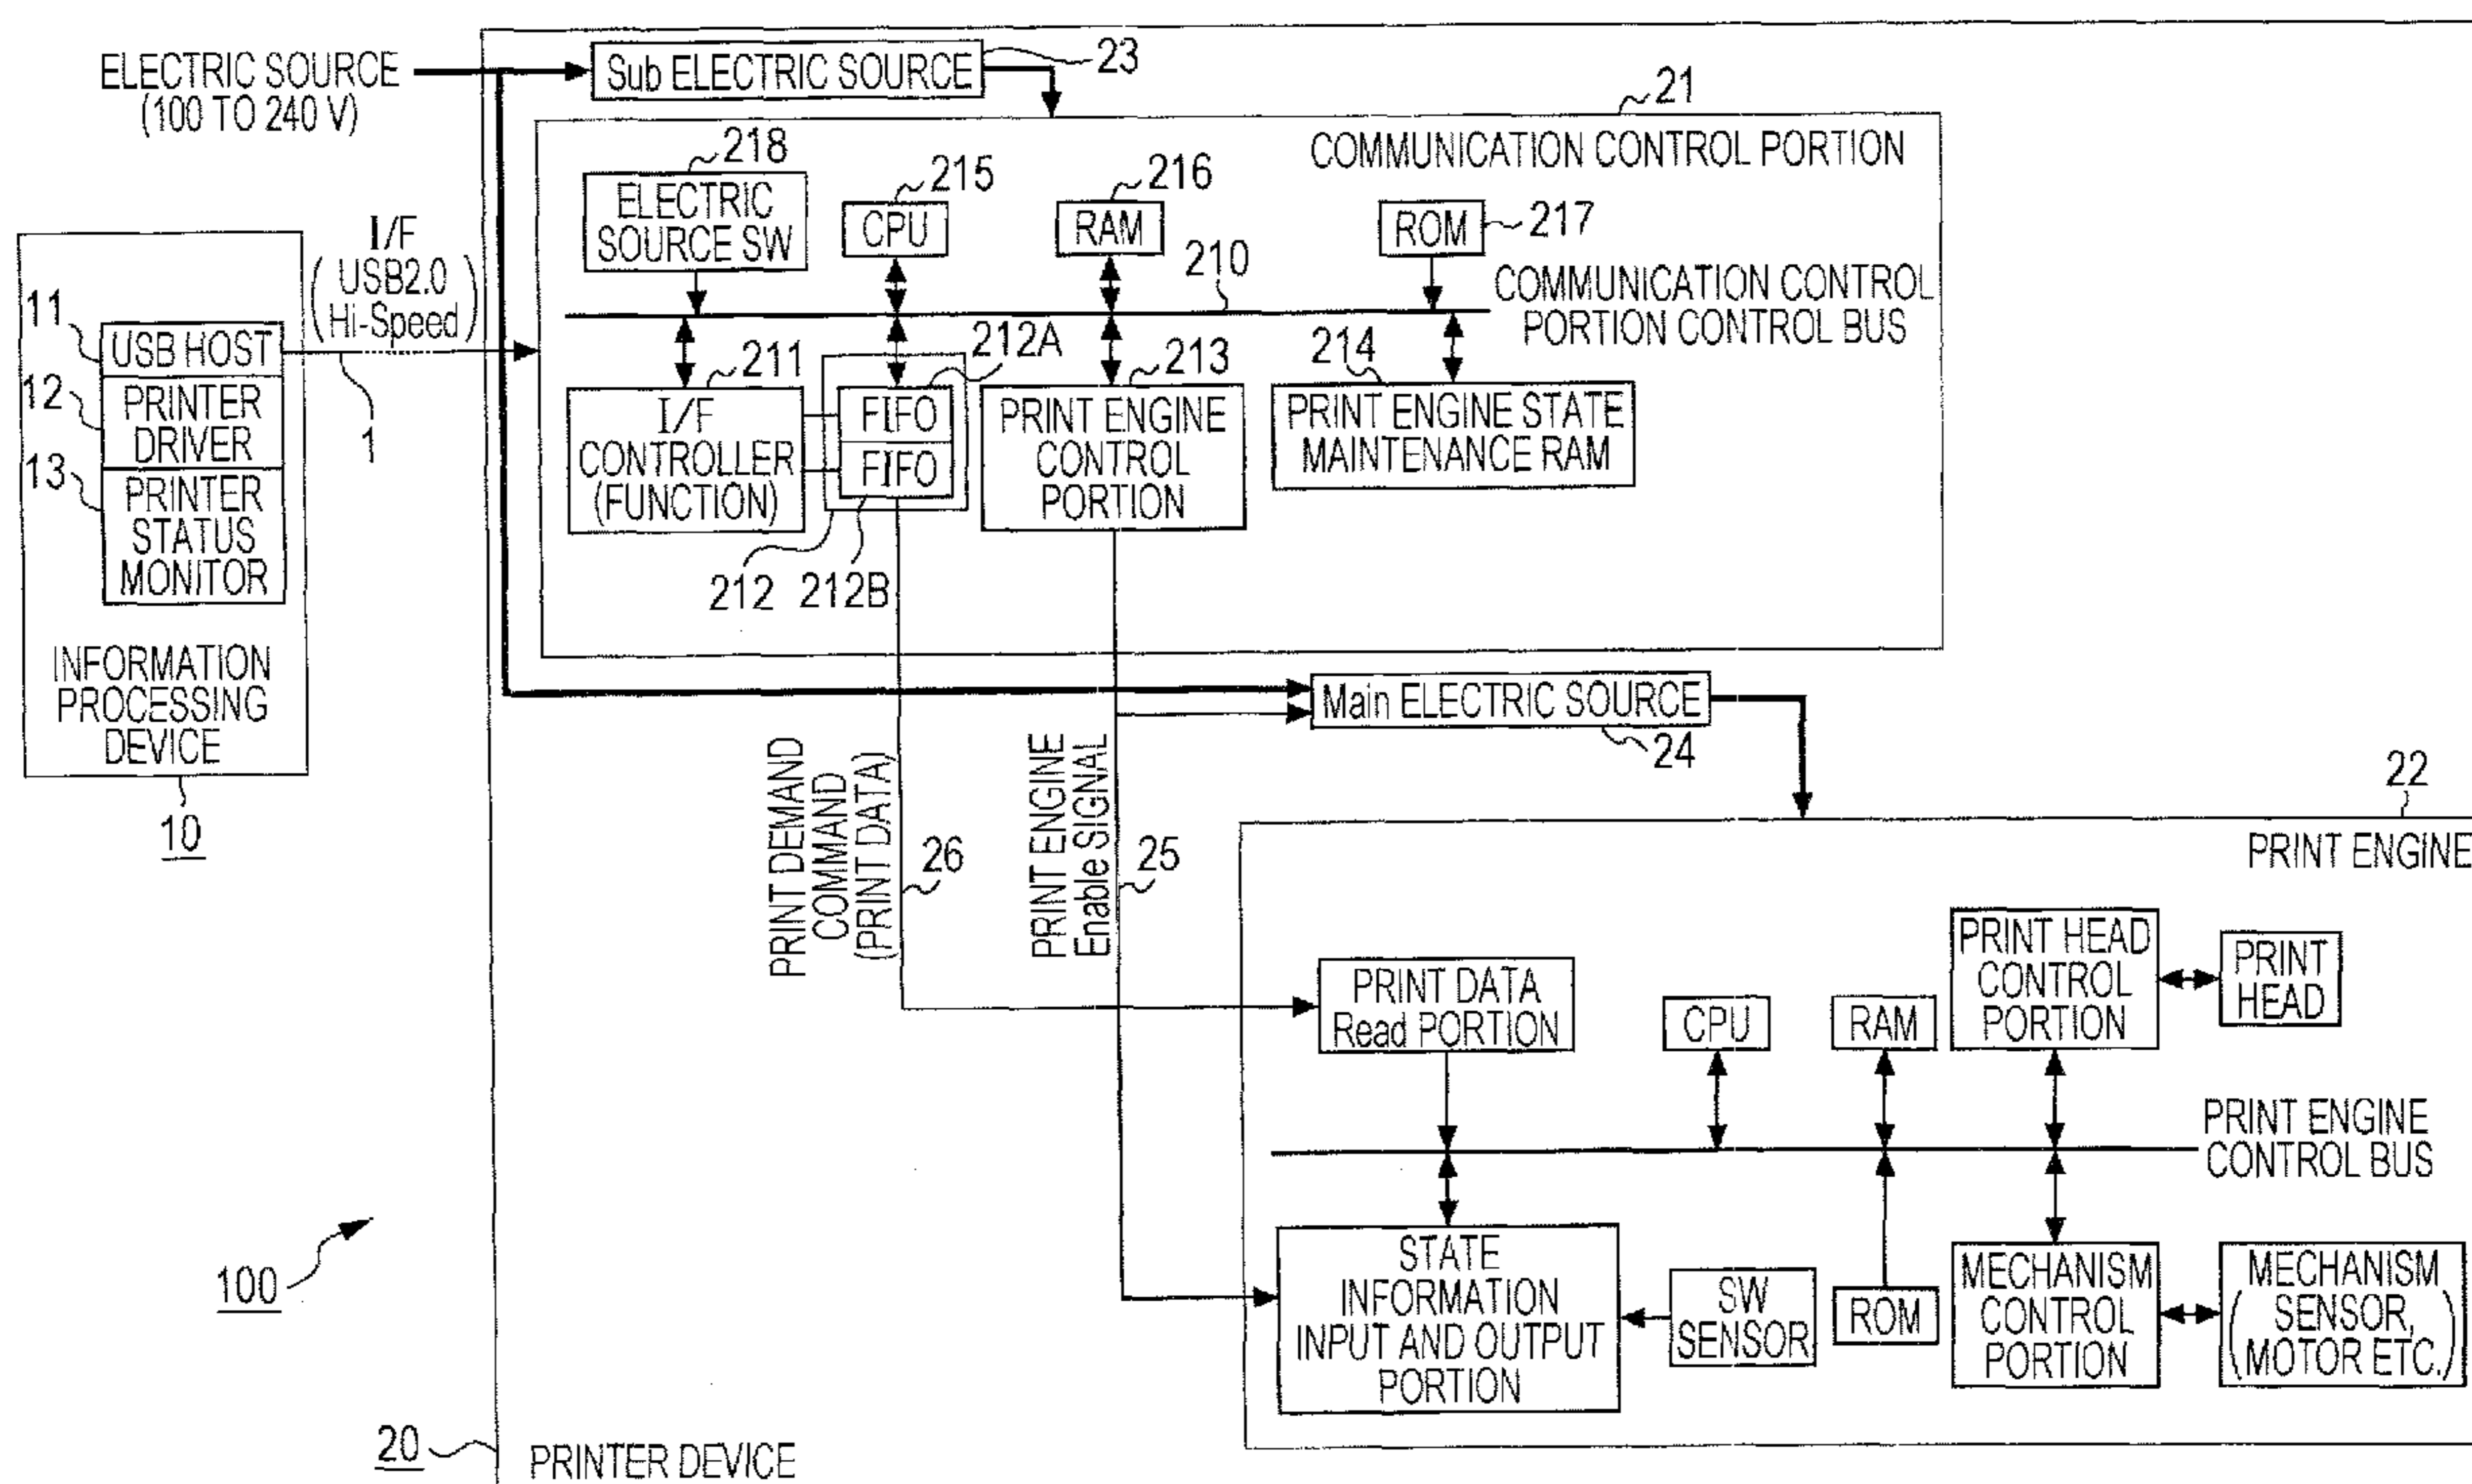 ELECTRIC SOURCE
(100 TO 240 V)
Sub ELECTRIC SOURCE
23
21
COMMUNICATION CONTROL PORTION
218
ELECTRIC
SOURCE SW
215
CPU
216
RAM
ROM
217
210
COMMUNICATION CONTROL
PORTION CONTROL BUS
I/F
(USB2.0
Hi-Speed)
11
USB HOST
12
PRINTER
DRIVER
13
PRINTER
STATUS
MONITOR
1
INFORMATION
PROCESSING
DEVICE
10
211
I/F
CONTROLLER
(FUNCTION)
212A
FIFO
FIFO
212
212B
213
PRINT ENGINE
CONTROL
PORTION
214
PRINT ENGINE STATE
MAINTENANCE RAM
Main ELECTRIC SOURCE
24
PRINT DEMAND
COMMAND
(PRINT DATA)
26
PRINT ENGINE
Enable SIGNAL
25
22
PRINT ENGINE
PRINT DATA
Read PORTION
CPU
RAM
PRINT HEAD
CONTROL
PORTION
PRINT
HEAD
PRINT ENGINE
CONTROL BUS
STATE
INFORMATION
INPUT AND OUTPUT
PORTION
SW
SENSOR
ROM
MECHANISM
CONTROL
PORTION
MECHANISM
(SENSOR,
MOTOR ETC.)
100
20
PRINTER DEVICE